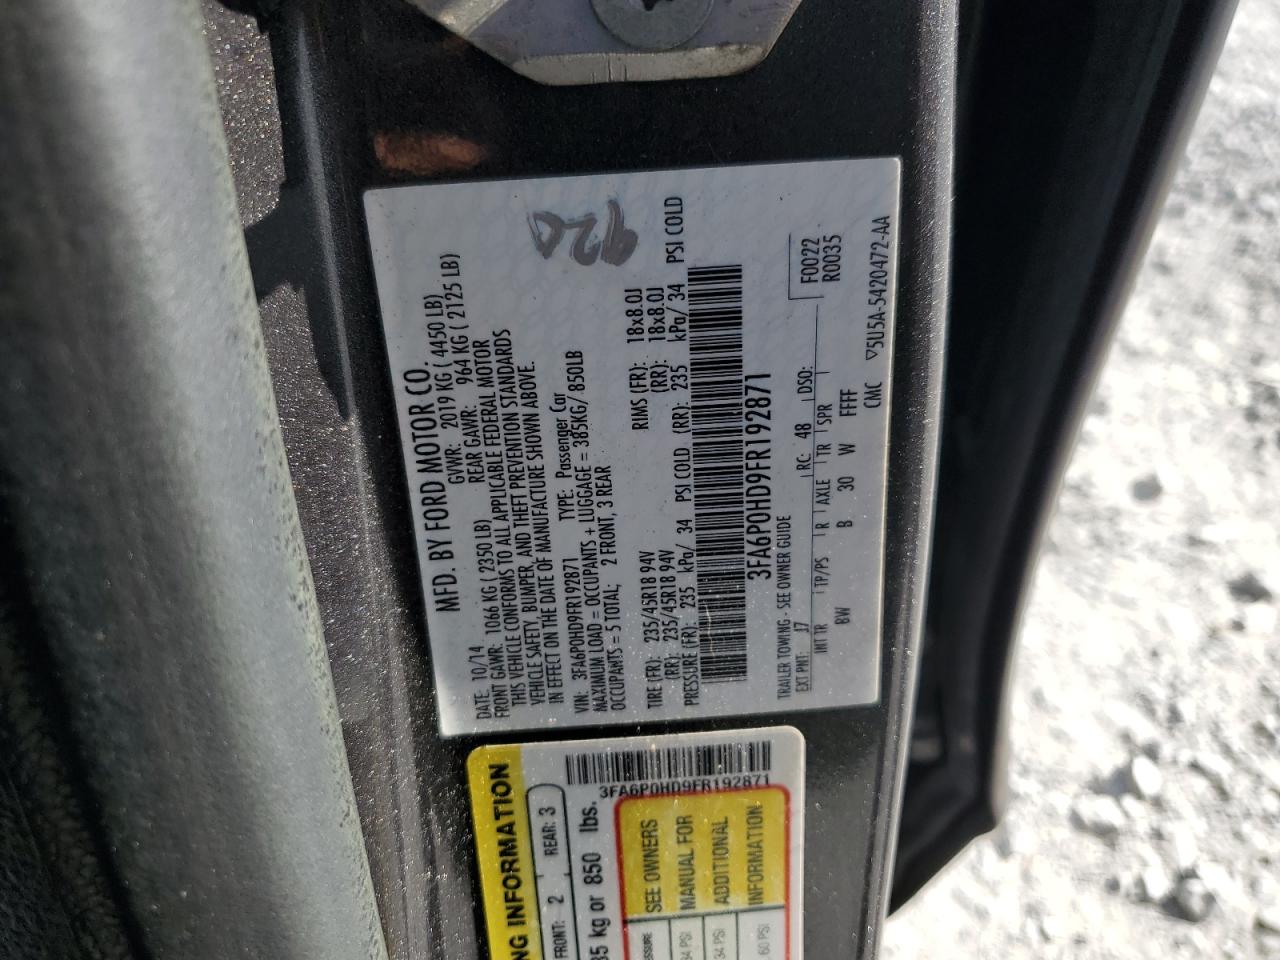 MFD. BY FORD MOTOR CO.
DATE: 10/14 GVWR: 2019 KG ( 4450 LB)
FRONT GAWR: 1066 KG ( 2350 LB) REAR GAWR: 964 KG ( 2125 LB)
THIS VEHICLE CONFORMS TO ALL APPLICABLE FEDERAL MOTOR
VEHICLE SAFETY, BUMPER, AND THEFT PREVENTION STANDARDS
IN EFFECT ON THE DATE OF MANUFACTURE SHOWN ABOVE.
VIN: 3FA6P0HD9FR192871 TYPE: Passenger Car
MAXIMUM LOAD = OCCUPANTS + LUGGAGE = 385KG/ 850LB
OCCUPANTS = 5 TOTAL; 2 FRONT, 3 REAR
920
TIRE (FR): 235/45R18 94V RIMS (FR): 18x8.0J
(RR): 235/45R18 94V (RR): 18x8.0J
PRESSURE (FR): 235 kPa/ 34 PSI COLD (RR): 235 kPa/ 34 PSI COLD
3FA6P0HD9FR192871
TRAILER TOWING - SEE OWNER GUIDE F0022
EXT PNT: J7 RC: 48 DSO: R0035
INT TR TP/PS R AXLE TR SPR
BW B 30 W FFFF
CMC ▽5U5A-5420472-AA
3FA6P0HD9FR192871
NG INFORMATION
FRONT: 2 REAR: 3
85 kg or 850 lbs.
SEE OWNERS
MANUAL FOR
ADDITIONAL
INFORMATION
34 PSI
34 PSI
60 PSI